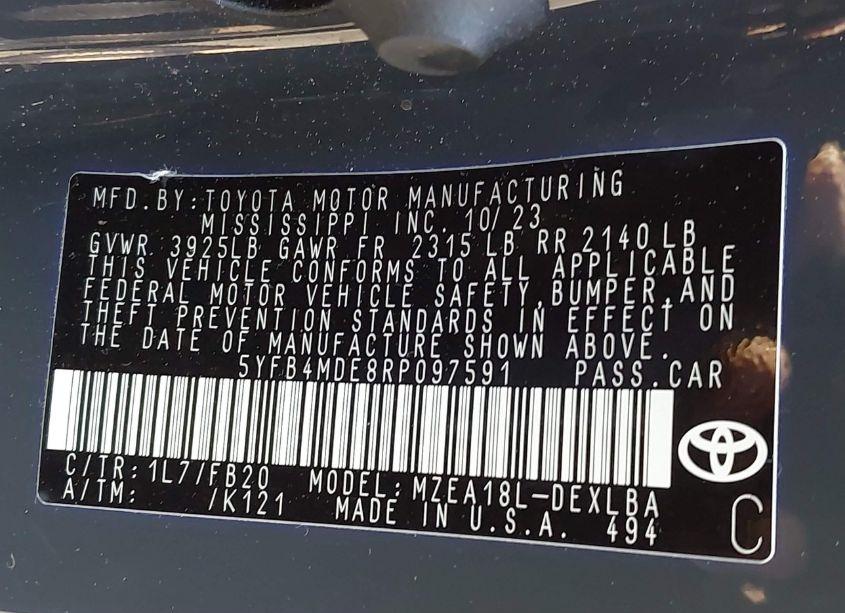 MFD. BY: TOYOTA MOTOR MANUFACTURING
MISSISSIPPI INC. 10/23
GVWR 3925LB GAWR FR 2315 LB RR 2140LB
THIS VEHICLE CONFORMS TO ALL APPLICABLE
FEDERAL MOTOR VEHICLE SAFETY, BUMPER, AND
THEFT PREVENTION STANDARDS IN EFFECT ON
THE DATE OF MANUFACTURE SHOWN ABOVE.
5YFB4MDE8RP097591 PASS. CAR
C/TR: 1L7/FB20 MODEL: MZEA18L-DEXLBA
A/TM: /K121 MADE IN U.S.A. 494 C